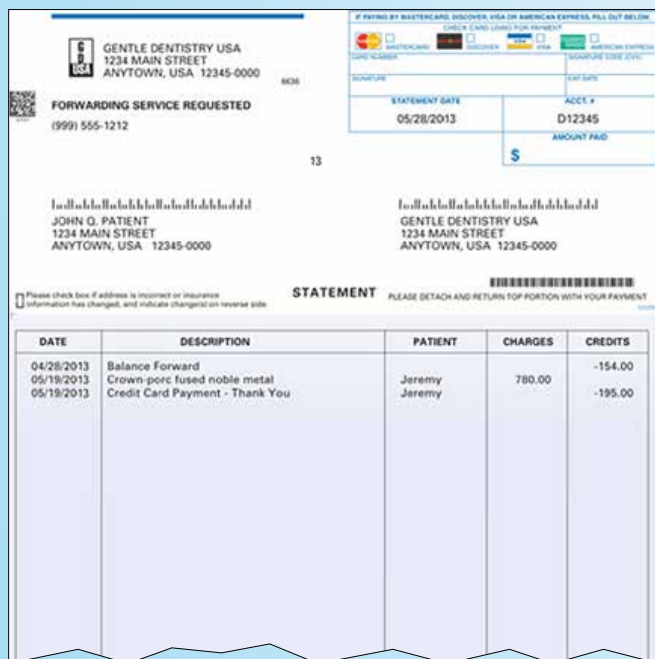 IF PAYING BY MASTERCARD, DISCOVER, VISA OR AMERICAN EXPRESS, FILL OUT BELOW.
CHECK CARD USING FOR PAYMENT
MASTERCARD DISCOVER VISA AMERICAN EXPRESS
CARD NUMBER SIGNATURE CODE (CVV)
SIGNATURE EXP. DATE
STATEMENT DATE ACCT. #
05/28/2013 D12345
AMOUNT PAID
$
G
D
USA
GENTLE DENTISTRY USA
1234 MAIN STREET
ANYTOWN, USA 12345-0000
6636
FORWARDING SERVICE REQUESTED
(999) 555-1212
13
JOHN Q. PATIENT
1234 MAIN STREET
ANYTOWN, USA 12345-0000
GENTLE DENTISTRY USA
1234 MAIN STREET
ANYTOWN, USA 12345-0000
Please check box if address is incorrect or insurance
information has changed, and indicate change(s) on reverse side.
STATEMENT
PLEASE DETACH AND RETURN TOP PORTION WITH YOUR PAYMENT
DATE DESCRIPTION PATIENT CHARGES CREDITS
04/28/2013 Balance Forward -154.00
05/19/2013 Crown-porc fused noble metal Jeremy 780.00
05/19/2013 Credit Card Payment - Thank You Jeremy -195.00